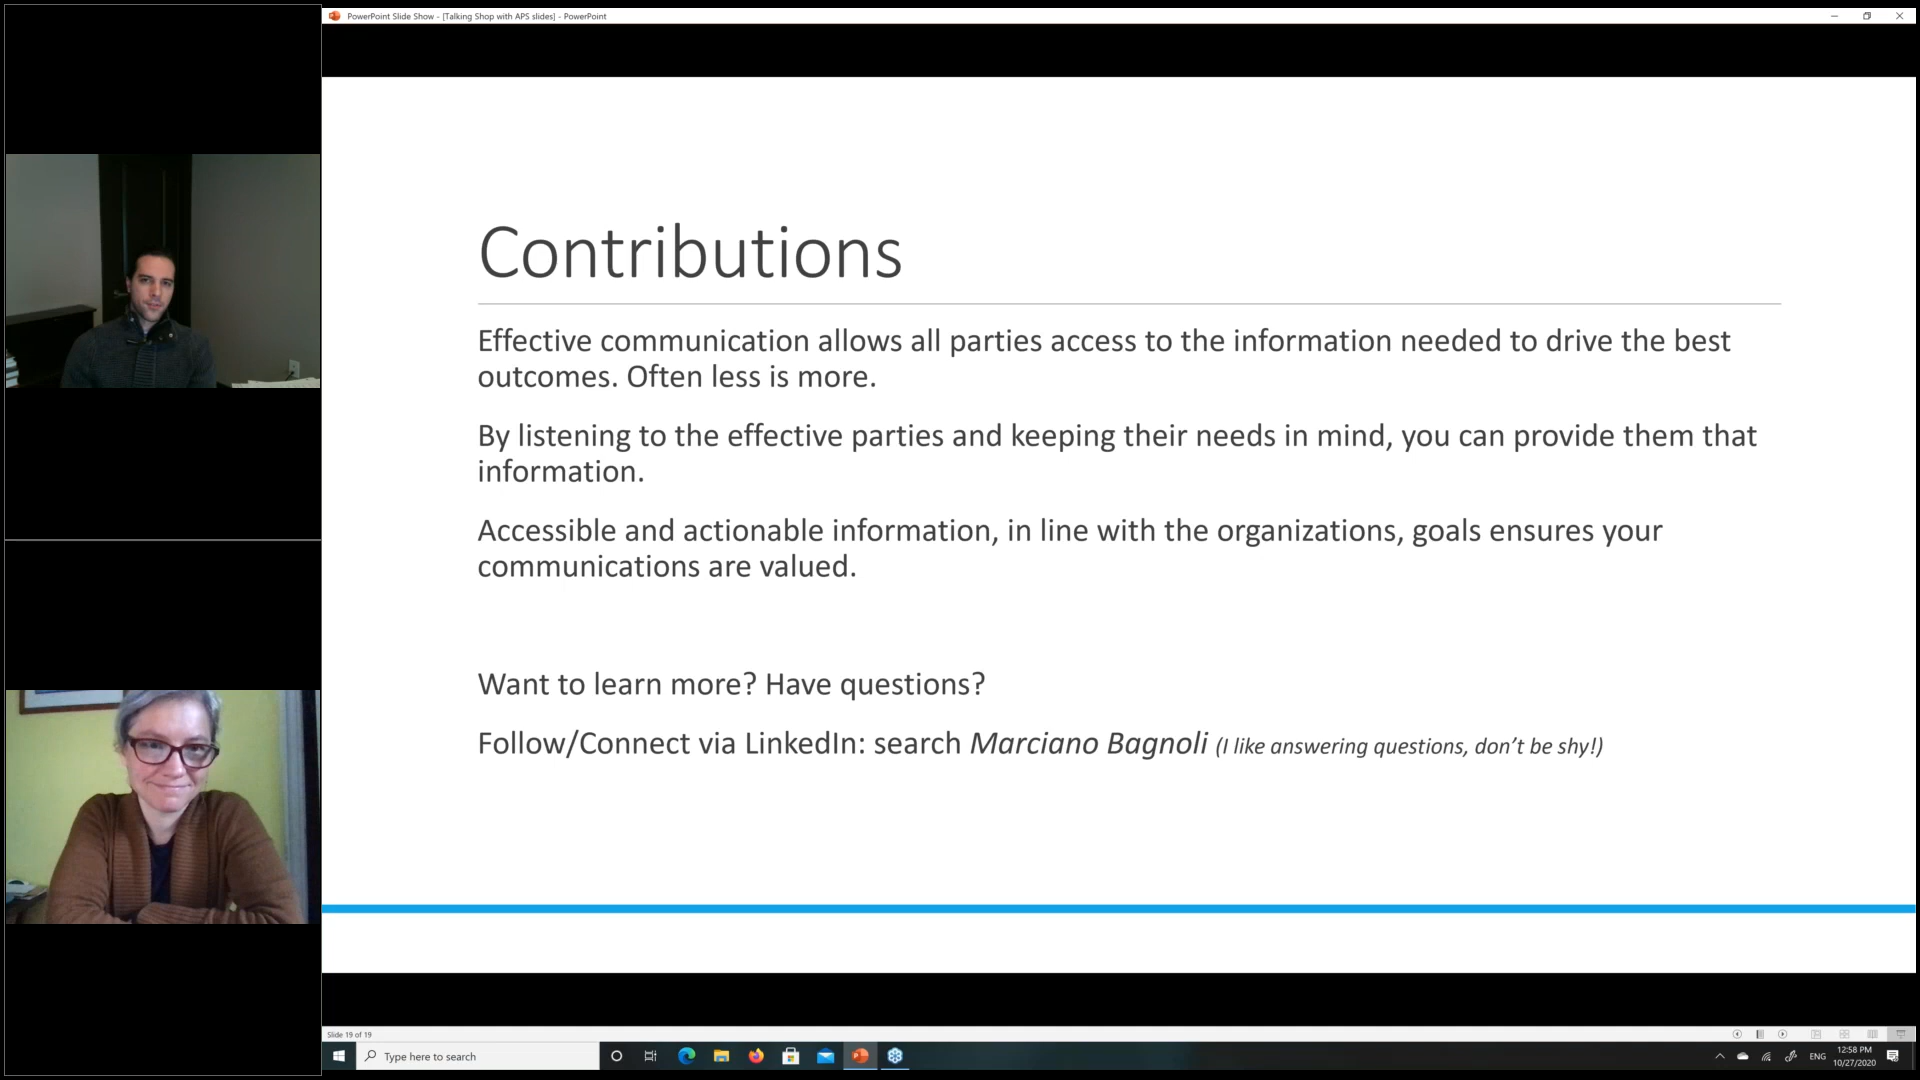 PowerPoint Slide Show - [Talking Shop with APS slides] - PowerPoint
Contributions
Effective communication allows all parties access to the information needed to drive the best
outcomes. Often less is more.
By listening to the effective parties and keeping their needs in mind, you can provide them that
information.
Accessible and actionable information, in line with the organizations, goals ensures your
communications are valued.
Want to learn more? Have questions?
Follow/Connect via LinkedIn: search Marciano Bagnoli (I like answering questions, don’t be shy!)
Slide 19 of 19
Type here to search
ENG
12:58 PM
10/27/2020